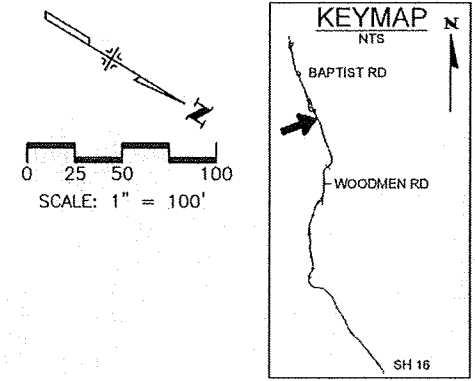 N
0 25 50 100
SCALE: 1" = 100'
KEYMAP
NTS
N
BAPTIST RD
WOODMEN RD
SH 16